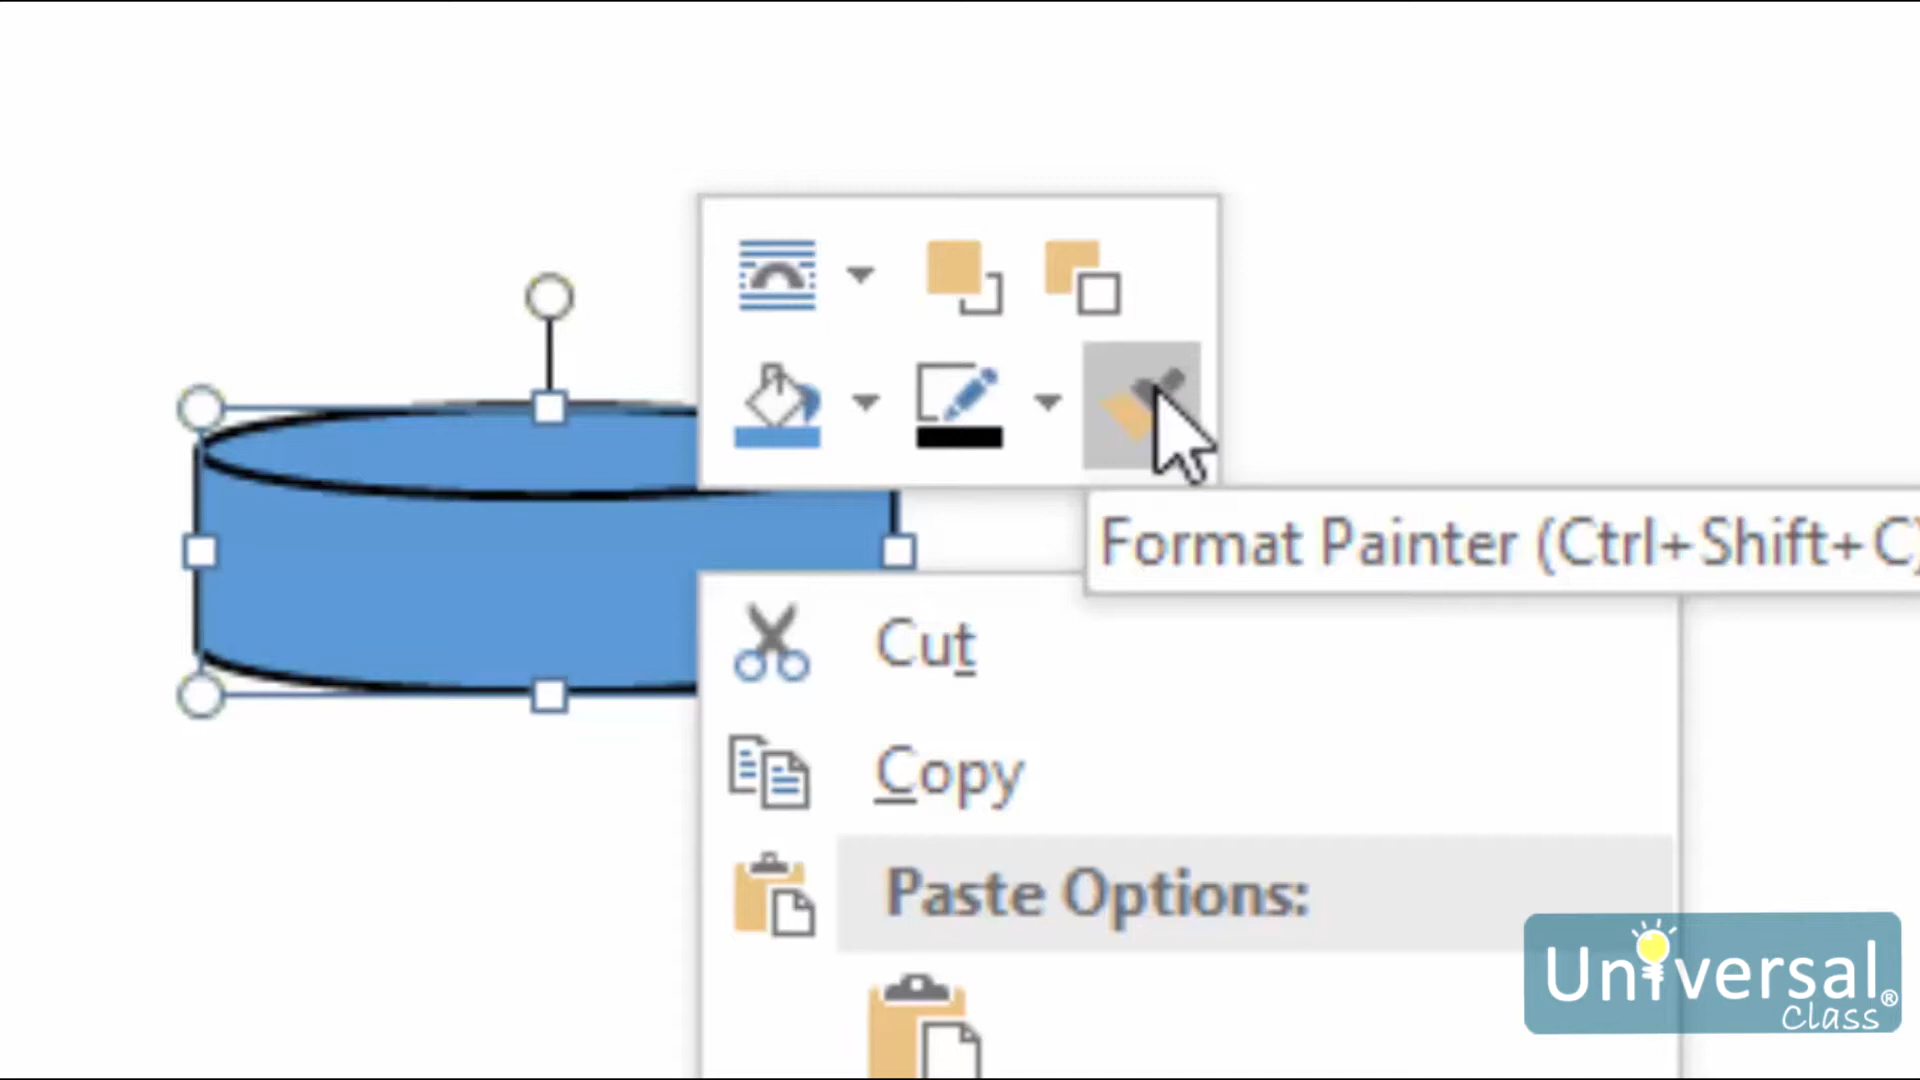 Format Painter (Ctrl+Shift+C)
Cut
Copy
Paste Options:
Universal®
Class